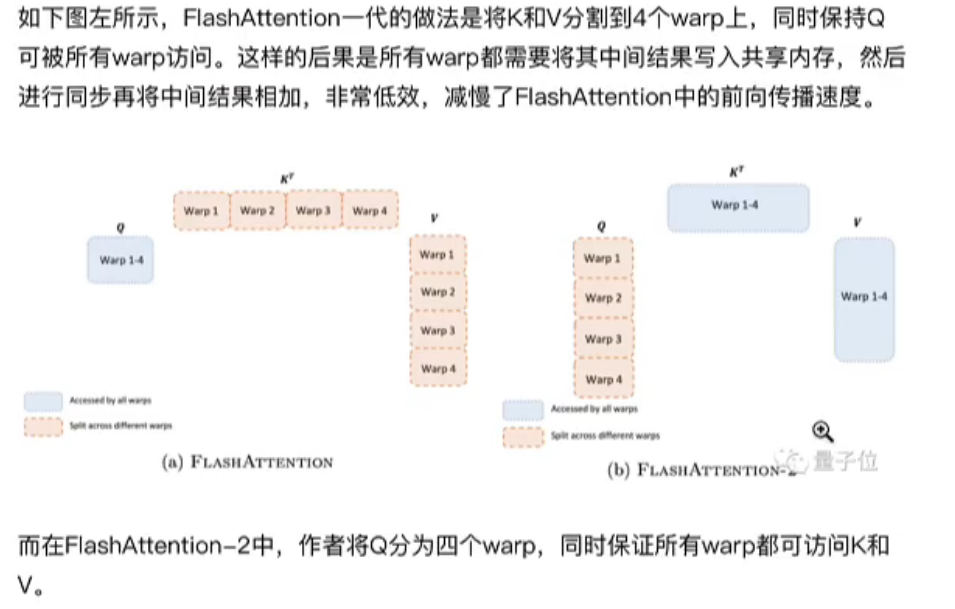 如下图左所示，FlashAttention一代的做法是将K和V分割到4个warp上，同时保持Q
可被所有warp访问。这样的后果是所有warp都需要将其中间结果写入共享内存，然后
进行同步再将中间结果相加，非常低效，减慢了FlashAttention中的前向传播速度。
Kᵀ
Warp 1 Warp 2 Warp 3 Warp 4
Q
Warp 1-4
V
Warp 1
Warp 2
Warp 3
Warp 4
Accessed by all warps
Split across different warps
(a) FLASHATTENTION
Kᵀ
Warp 1-4
Q
Warp 1
Warp 2
Warp 3
Warp 4
V
Warp 1-4
Accessed by all warps
Split across different warps
(b) FLASHATTENTION-
量子位
而在FlashAttention-2中，作者将Q分为四个warp，同时保证所有warp都可访问K和
V。